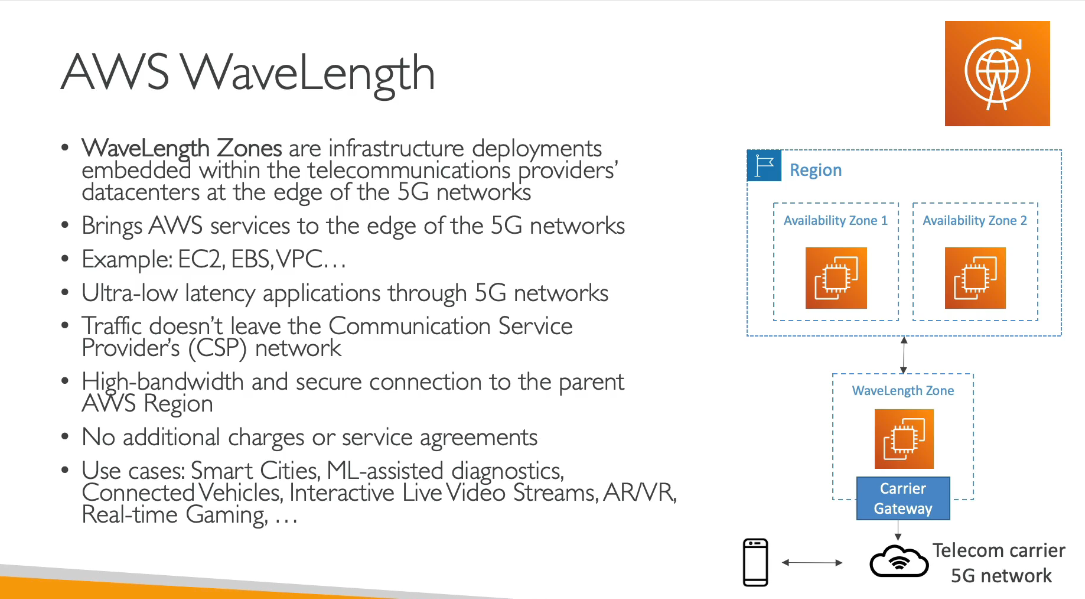 AWS WaveLength
• WaveLength Zones are infrastructure deployments
embedded within the telecommunications providers'
datacenters at the edge of the 5G networks
• Brings AWS services to the edge of the 5G networks
• Example: EC2, EBS, VPC…
• Ultra-low latency applications through 5G networks
• Traffic doesn't leave the Communication Service
Provider's (CSP) network
• High-bandwidth and secure connection to the parent
AWS Region
• No additional charges or service agreements
• Use cases: Smart Cities, ML-assisted diagnostics,
Connected Vehicles, Interactive Live Video Streams, AR/VR,
Real-time Gaming, …
Region
Availability Zone 1
Availability Zone 2
WaveLength Zone
Carrier
Gateway
Telecom carrier
5G network